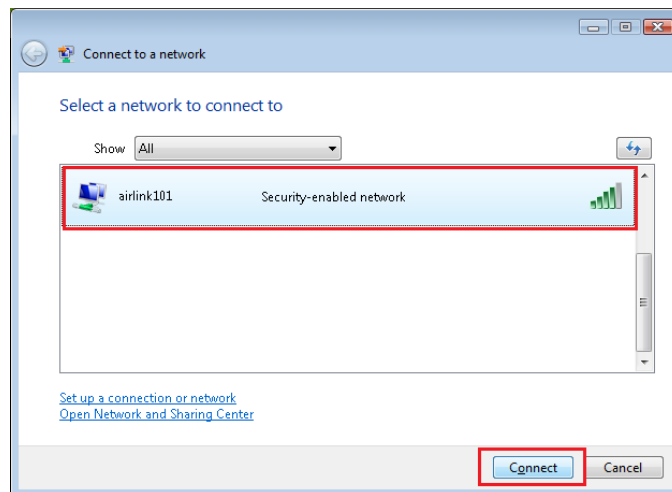 Connect to a network
Select a network to connect to
Show All
airlink101 Security-enabled network
Set up a connection or network
Open Network and Sharing Center
Connect Cancel